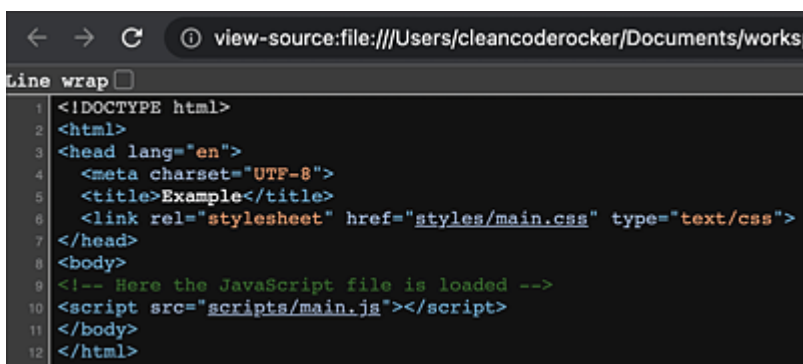 view-source:file:///Users/cleancoderocker/Documents/works
Line wrap
1 <!DOCTYPE html>
2 <html>
3 <head lang="en">
4   <meta charset="UTF-8">
5   <title>Example</title>
6   <link rel="stylesheet" href="styles/main.css" type="text/css">
7 </head>
8 <body>
9 <!-- Here the JavaScript file is loaded -->
10 <script src="scripts/main.js"></script>
11 </body>
12 </html>